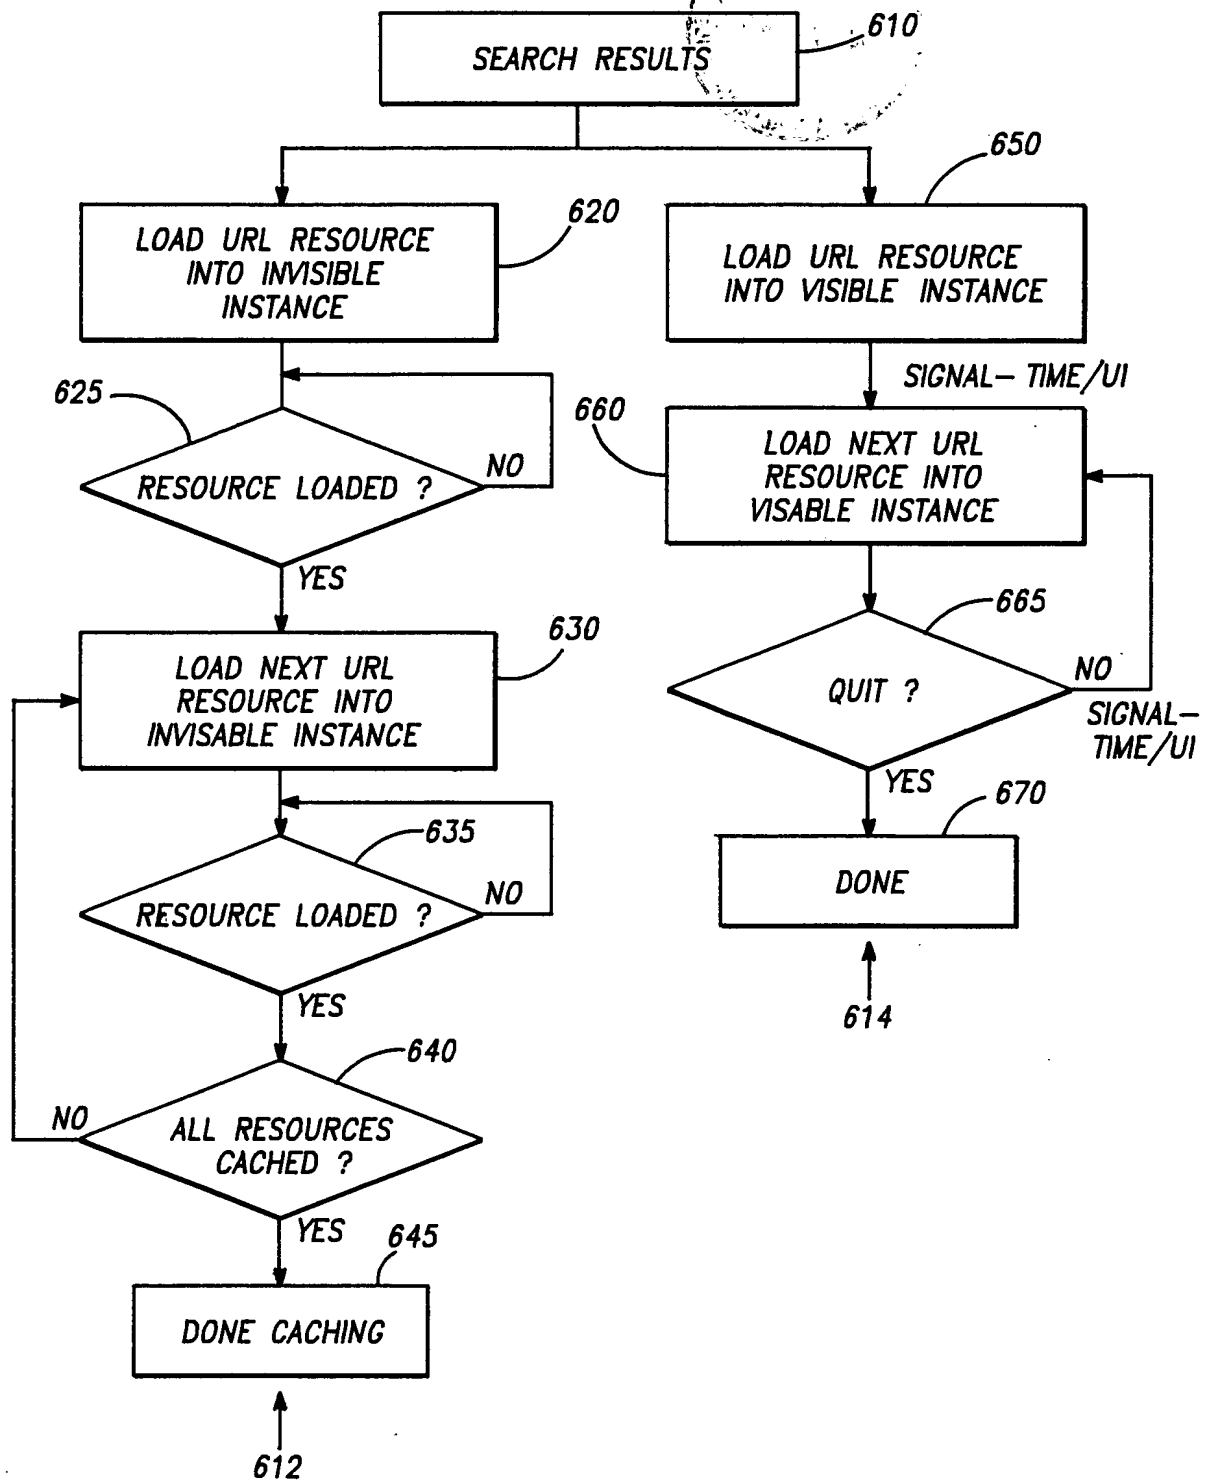 610
SEARCH RESULTS
650
620
LOAD URL RESOURCE
INTO INVISIBLE
INSTANCE
LOAD URL RESOURCE
INTO VISIBLE INSTANCE
SIGNAL- TIME/UI
625
RESOURCE LOADED ?
NO
YES
660
LOAD NEXT URL
RESOURCE INTO
VISABLE INSTANCE
665
QUIT ?
NO
SIGNAL-
TIME/UI
YES
670
DONE
614
630
LOAD NEXT URL
RESOURCE INTO
INVISABLE INSTANCE
635
RESOURCE LOADED ?
NO
YES
640
ALL RESOURCES
CACHED ?
NO
YES
645
DONE CACHING
612